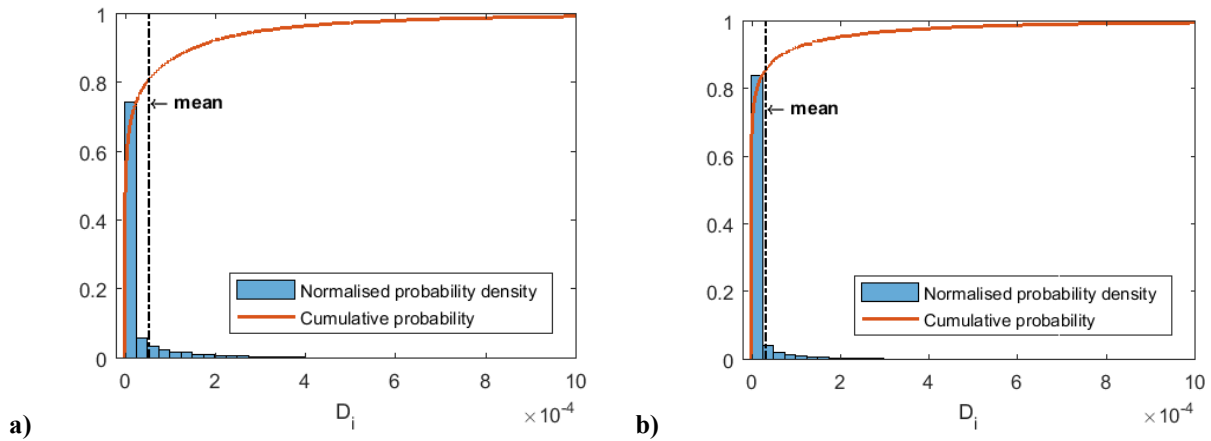 a)
1
0.8
0.6
0.4
0.2
0
← mean
Normalised probability density
Cumulative probability
0 2 4 6 8 10
D_i
×10^-4
b)
1
0.8
0.6
0.4
0.2
0
← mean
Normalised probability density
Cumulative probability
0 2 4 6 8 10
D_i
×10^-4